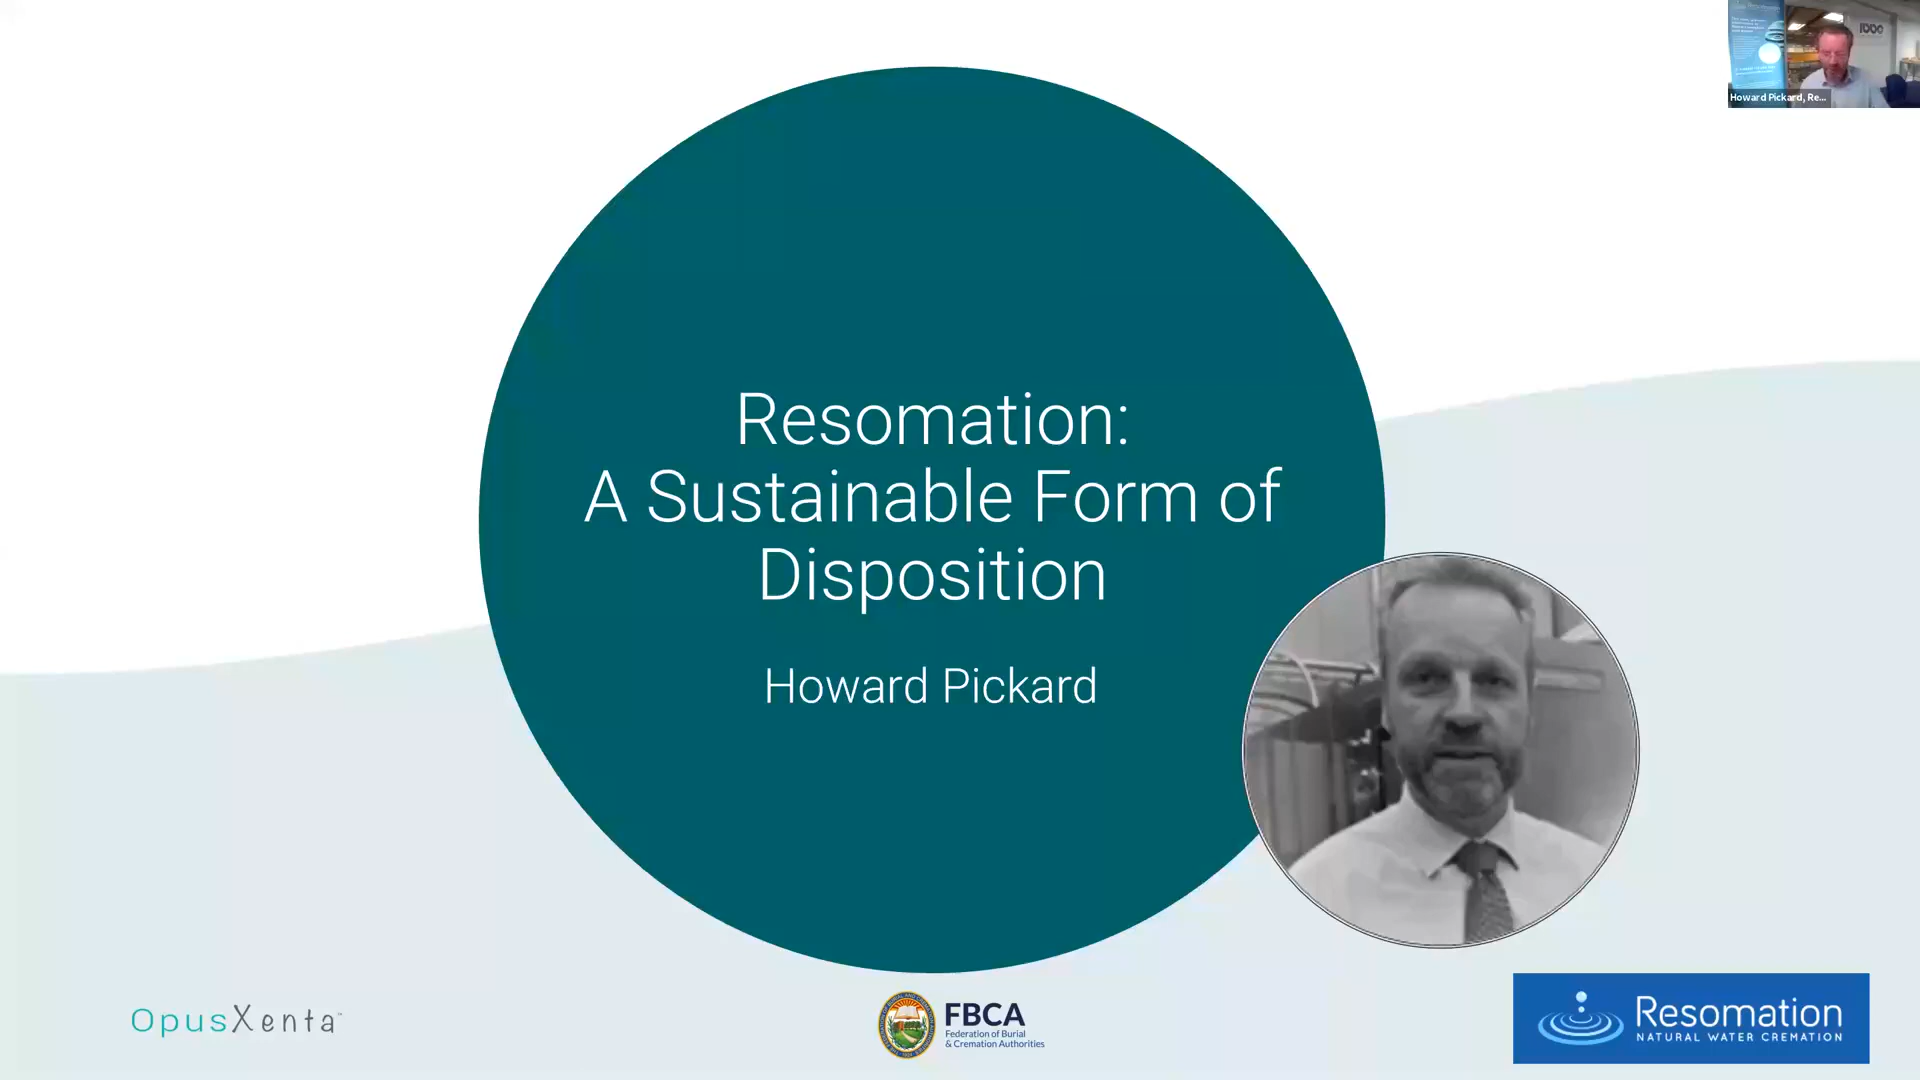 Howard Pickard, Re...
Resomation:
A Sustainable Form of
Disposition
Howard Pickard
OpusXenta™
FBCA
Federation of Burial
& Cremation Authorities
Resomation
NATURAL WATER CREMATION